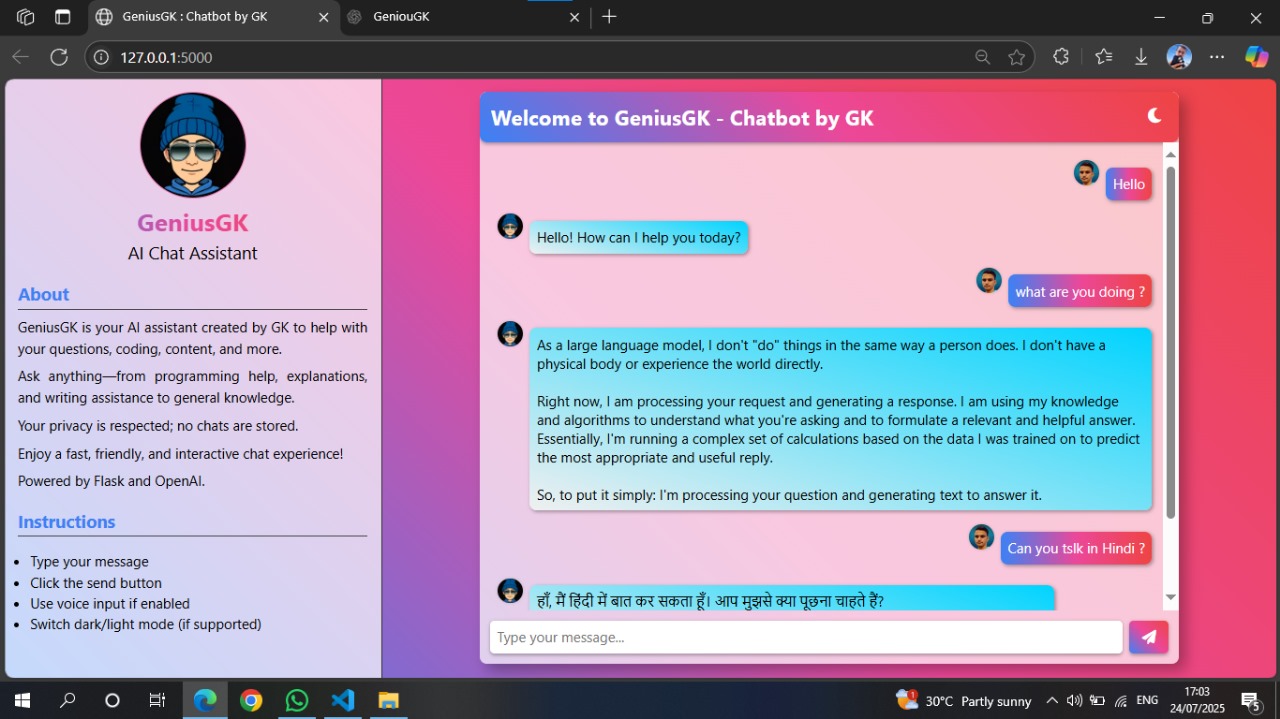 GeniusGK : Chatbot by GK
GeniouGK
127.0.0.1:5000
GeniusGK
AI Chat Assistant
About
GeniusGK is your AI assistant created by GK to help with
your questions, coding, content, and more.
Ask anything—from programming help, explanations,
and writing assistance to general knowledge.
Your privacy is respected; no chats are stored.
Enjoy a fast, friendly, and interactive chat experience!
Powered by Flask and OpenAI.
Instructions
Type your message
Click the send button
Use voice input if enabled
Switch dark/light mode (if supported)
Welcome to GeniusGK - Chatbot by GK
Hello
Hello! How can I help you today?
what are you doing ?
As a large language model, I don't "do" things in the same way a person does. I don't have a
physical body or experience the world directly.
Right now, I am processing your request and generating a response. I am using my knowledge
and algorithms to understand what you're asking and to formulate a relevant and helpful answer.
Essentially, I'm running a complex set of calculations based on the data I was trained on to predict
the most appropriate and useful reply.
So, to put it simply: I'm processing your question and generating text to answer it.
Can you tslk in Hindi ?
हाँ, मैं हिंदी में बात कर सकता हूँ। आप मुझसे क्या पूछना चाहते हैं?
Type your message...
1
30°C Partly sunny
ENG
17:03
24/07/2025
5